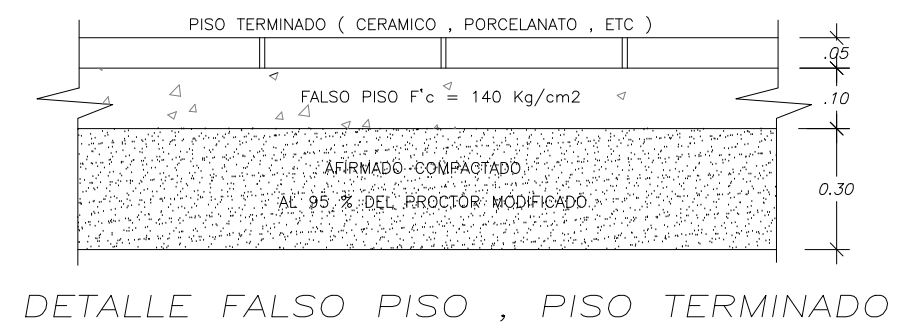 PISO TERMINADO ( CERAMICO , PORCELANATO , ETC )
.05
FALSO PISO F'c = 140 Kg/cm2
.10
AFIRMADO COMPACTADO
0.30
AL 95 % DEL PROCTOR MODIFICADO
DETALLE FALSO PISO , PISO TERMINADO